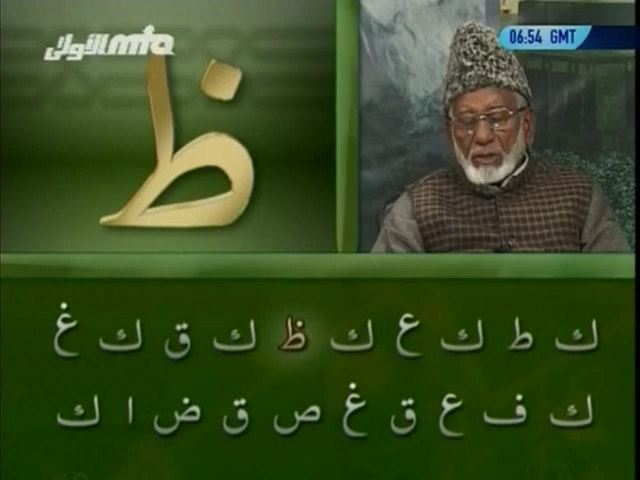 الأولى mta
06:54 GMT
ظ
ك ط ك ع ك ظ ك ق ك غ
ك ف ع ق غ ص ق ض ا ك